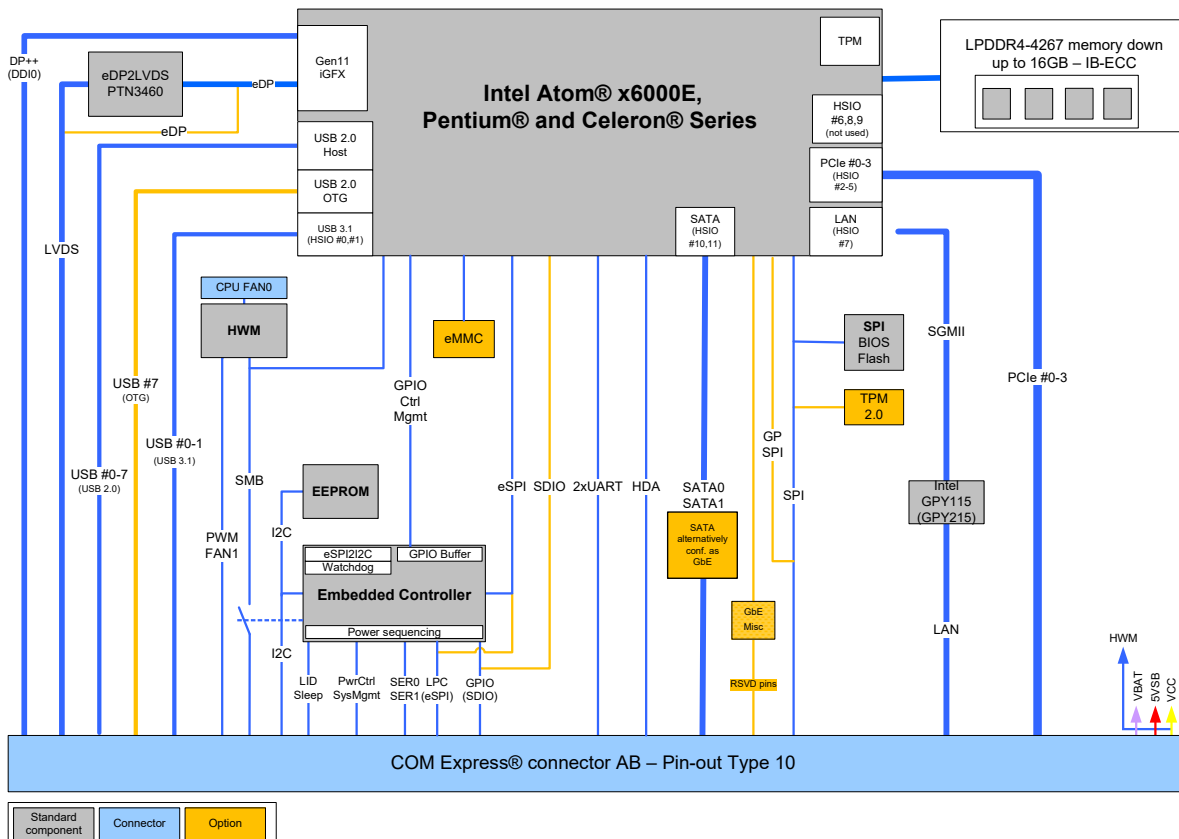 DP++
(DDI0)
eDP2LVDS
PTN3460
eDP
eDP
Gen11
iGFX
Intel Atom® x6000E,
Pentium® and Celeron® Series
TPM
LPDDR4-4267 memory down
up to 16GB – IB-ECC
HSIO
#6,8,9
(not used)
USB 2.0
Host
PCIe #0-3
(HSIO
#2-5)
USB 2.0
OTG
USB 3.1
(HSIO #0,#1)
SATA
(HSIO
#10,11)
LAN
(HSIO
#7)
LVDS
CPU FAN0
HWM
eMMC
SPI
BIOS
Flash
SGMII
TPM
2.0
USB #7
(OTG)
GPIO
Ctrl
Mgmt
PCIe #0-3
USB #0-1
(USB 3.1)
GP
SPI
USB #0-7
(USB 2.0)
SMB
EEPROM
eSPI
SDIO
2xUART
HDA
SATA0
SATA1
SPI
Intel
GPY115
(GPY215)
PWM
FAN1
I2C
SATA
alternatively
conf. as
GbE
eSPI2I2C
GPIO Buffer
Watchdog
Embedded Controller
Power sequencing
GbE
Misc
LAN
I2C
HWM
VBAT
5VSB
VCC
LID
Sleep
PwrCtrl
SysMgmt
SER0
SER1
LPC
(eSPI)
GPIO
(SDIO)
RSVD pins
COM Express® connector AB – Pin-out Type 10
Standard
component
Connector
Option